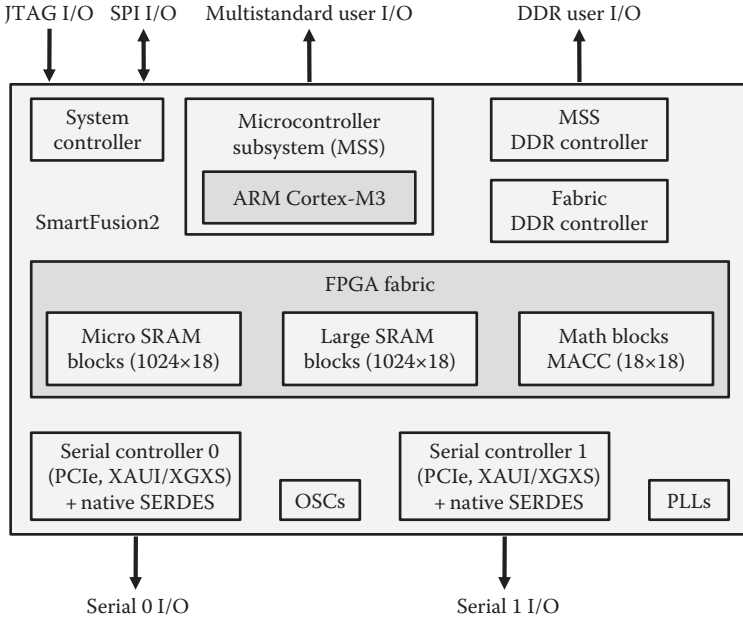 JTAG I/O
SPI I/O
Multistandard user I/O
DDR user I/O
System
controller
Microcontroller
subsystem (MSS)
ARM Cortex-M3
MSS
DDR controller
Fabric
DDR controller
SmartFusion2
FPGA fabric
Micro SRAM
blocks (1024×18)
Large SRAM
blocks (1024×18)
Math blocks
MACC (18×18)
Serial controller 0
(PCIe, XAUI/XGXS)
+ native SERDES
OSCs
Serial controller 1
(PCIe, XAUI/XGXS)
+ native SERDES
PLLs
Serial 0 I/O
Serial 1 I/O